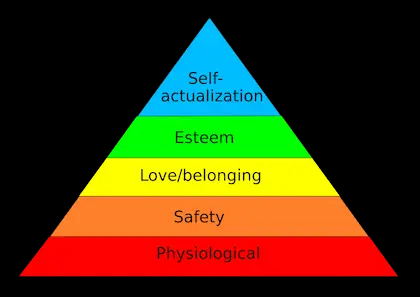 Self-
actualization
Esteem
Love/belonging
Safety
Physiological